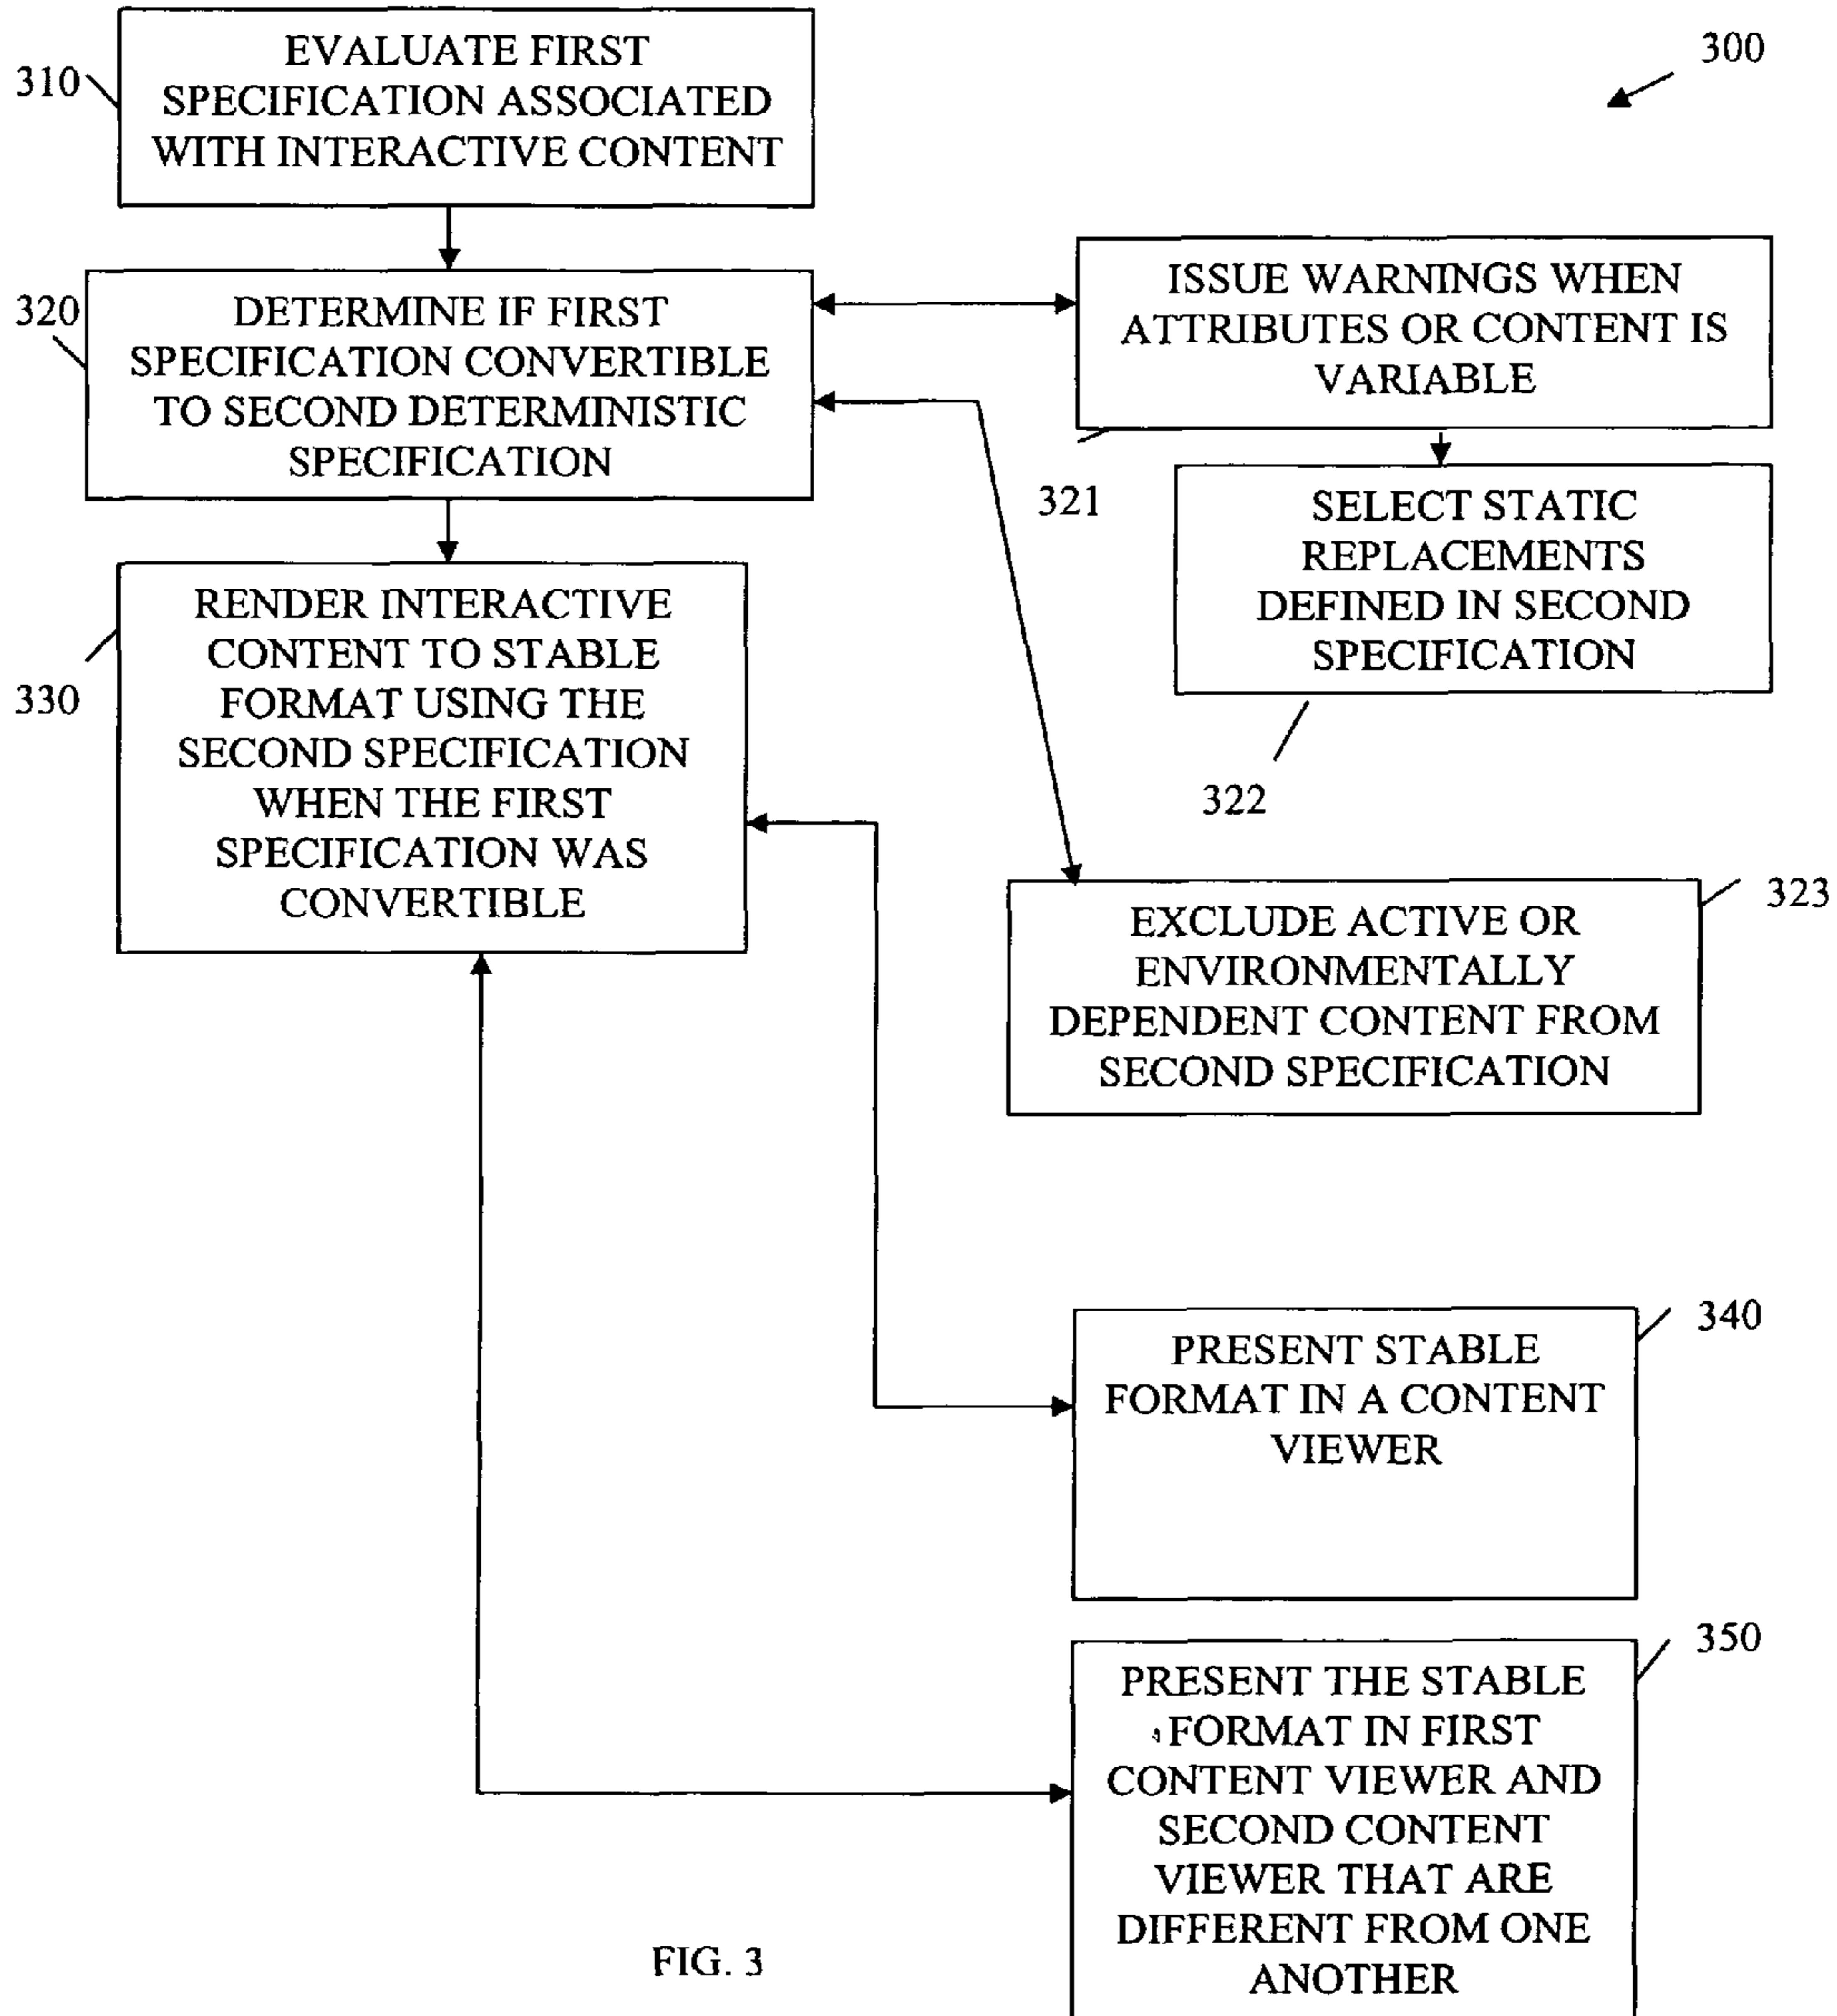 300
310
EVALUATE FIRST
SPECIFICATION ASSOCIATED
WITH INTERACTIVE CONTENT
320
DETERMINE IF FIRST
SPECIFICATION CONVERTIBLE
TO SECOND DETERMINISTIC
SPECIFICATION
ISSUE WARNINGS WHEN
ATTRIBUTES OR CONTENT IS
VARIABLE
321
SELECT STATIC
REPLACEMENTS
DEFINED IN SECOND
SPECIFICATION
322
330
RENDER INTERACTIVE
CONTENT TO STABLE
FORMAT USING THE
SECOND SPECIFICATION
WHEN THE FIRST
SPECIFICATION WAS
CONVERTIBLE
323
EXCLUDE ACTIVE OR
ENVIRONMENTALLY
DEPENDENT CONTENT FROM
SECOND SPECIFICATION
340
PRESENT STABLE
FORMAT IN A CONTENT
VIEWER
350
PRESENT THE STABLE
FORMAT IN FIRST
CONTENT VIEWER AND
SECOND CONTENT
VIEWER THAT ARE
DIFFERENT FROM ONE
ANOTHER
FIG. 3